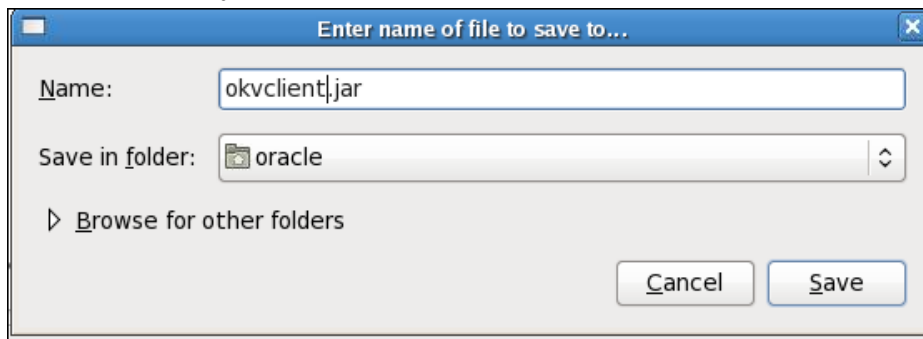 Enter name of file to save to...
Name: okvclient.jar
Save in folder: oracle
Browse for other folders
Cancel Save